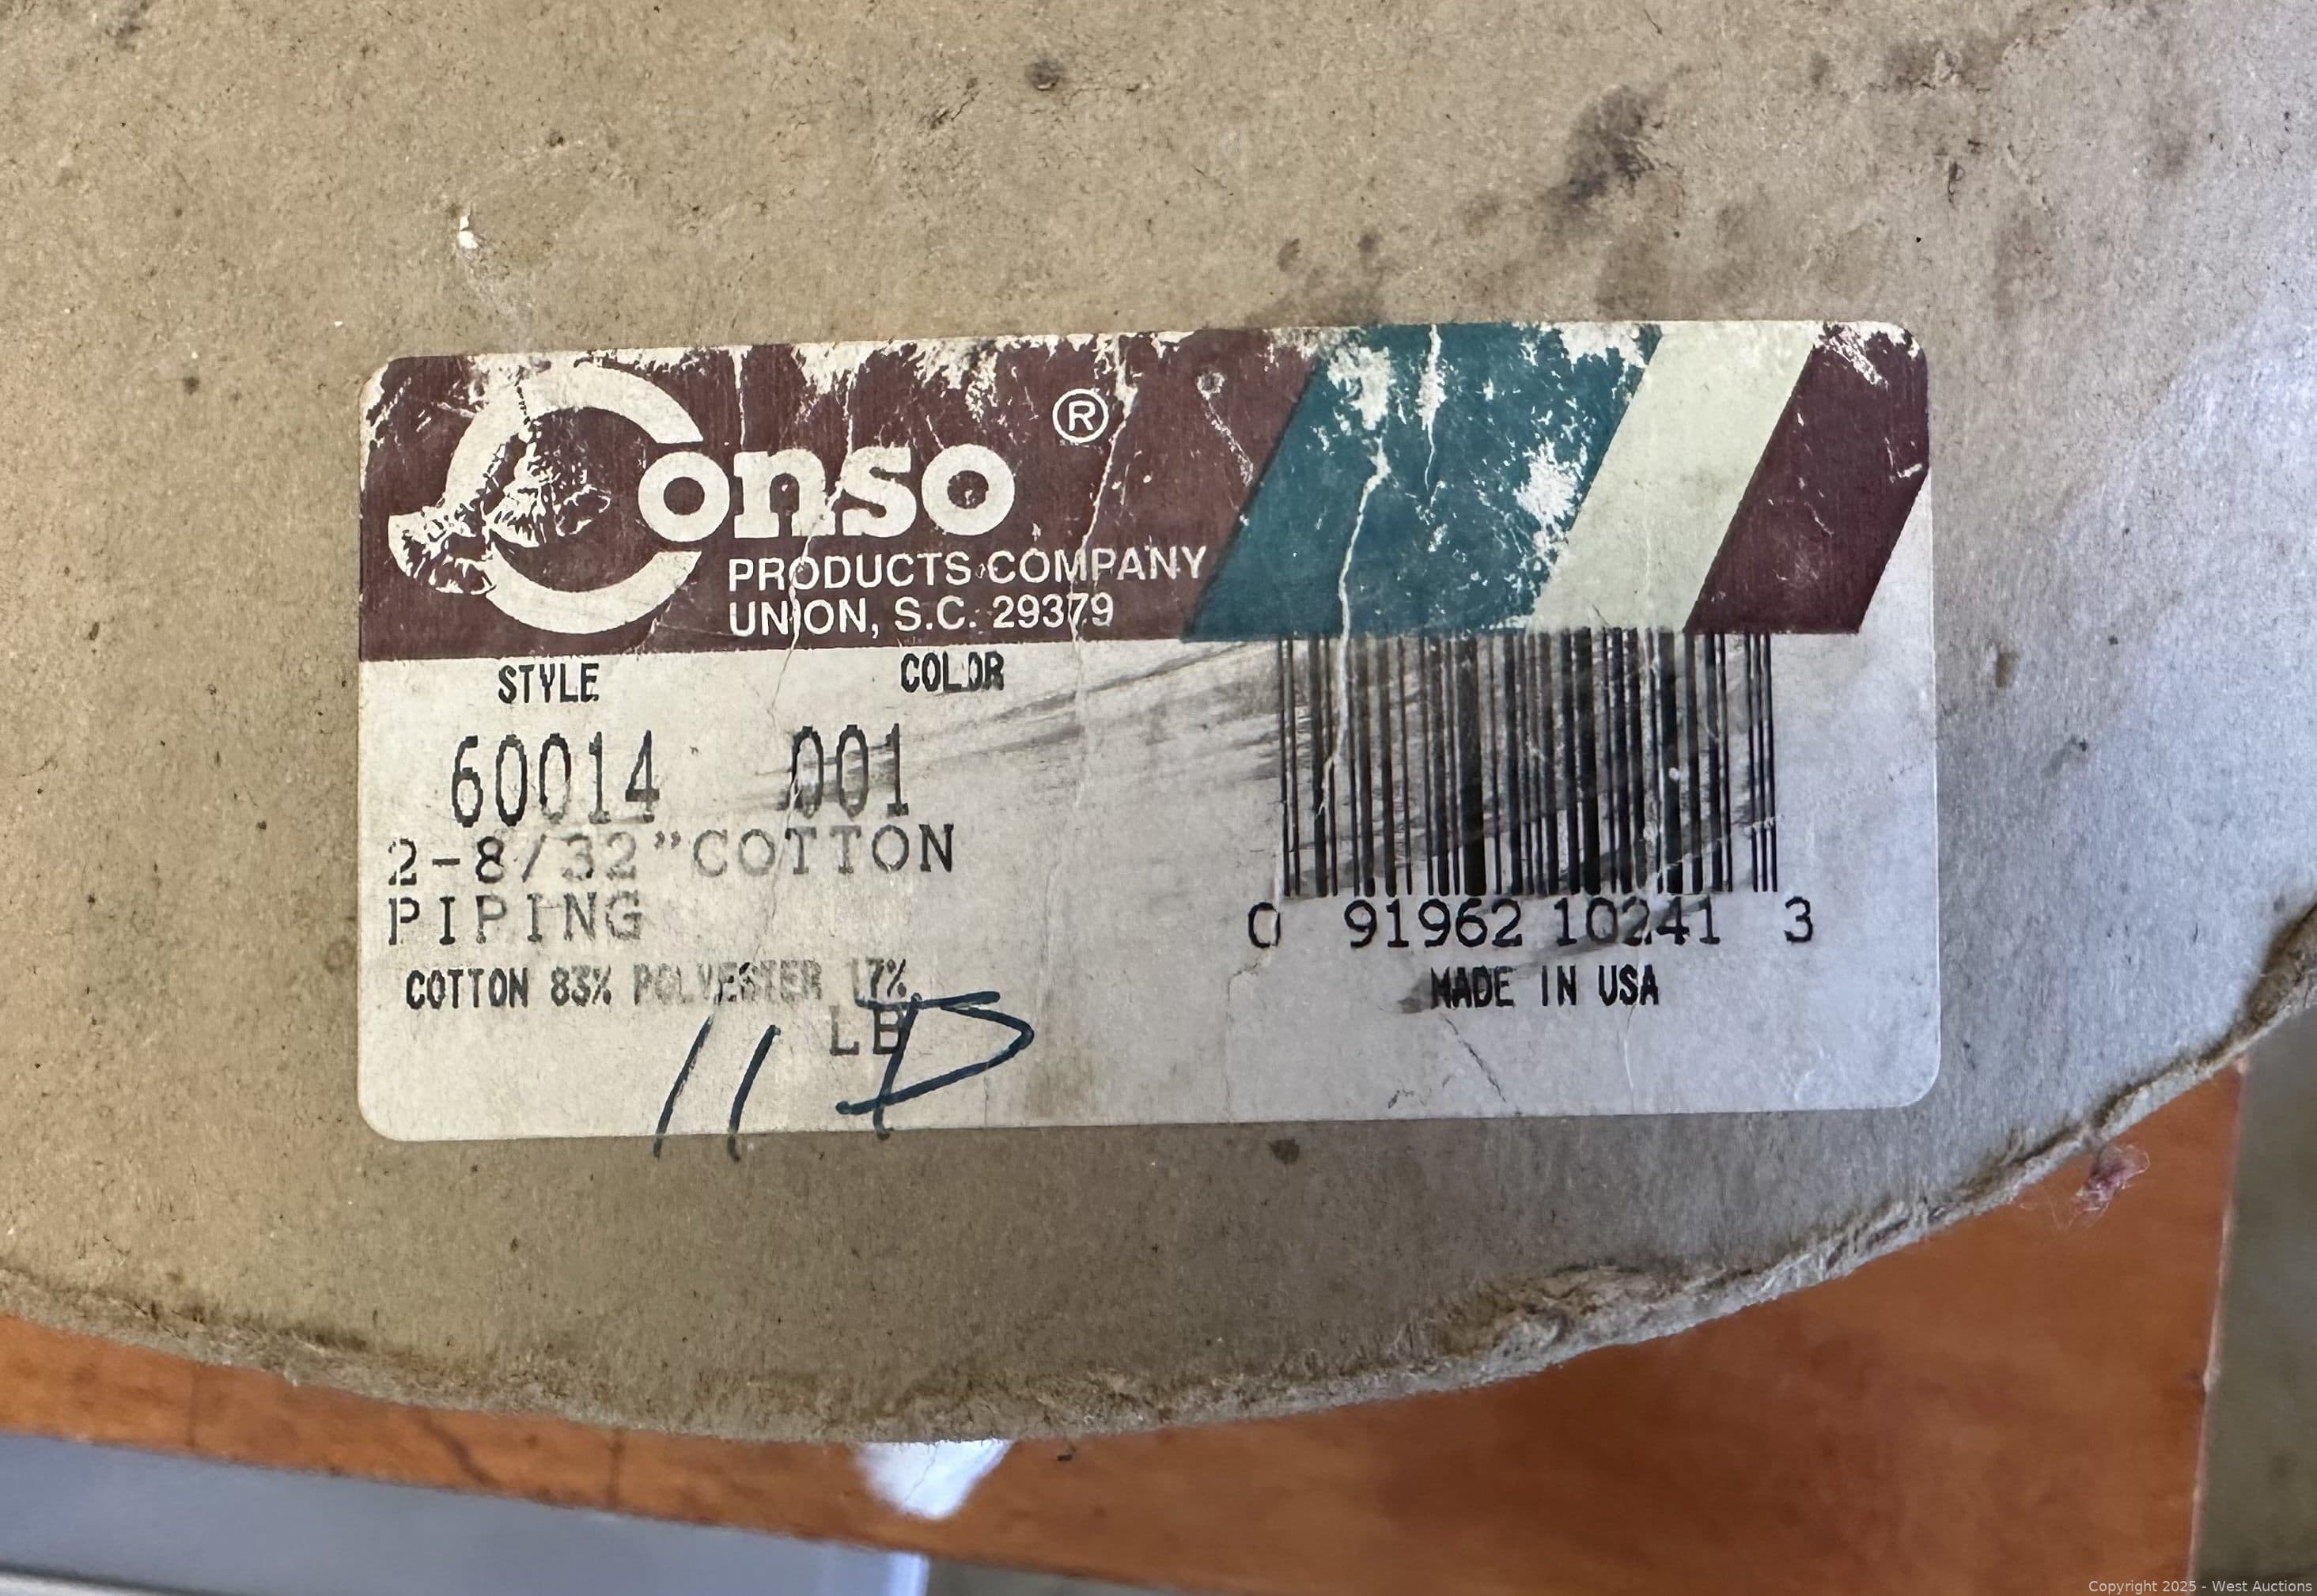 Conso ®
PRODUCTS COMPANY
UNION, S.C. 29379
STYLE COLOR
60014 001
2-8/32"COTTON
PIPING
COTTON 83% POLYESTER 17%
LB
11 D
0 91962 10241 3
MADE IN USA
Copyright 2025 - West Auctions